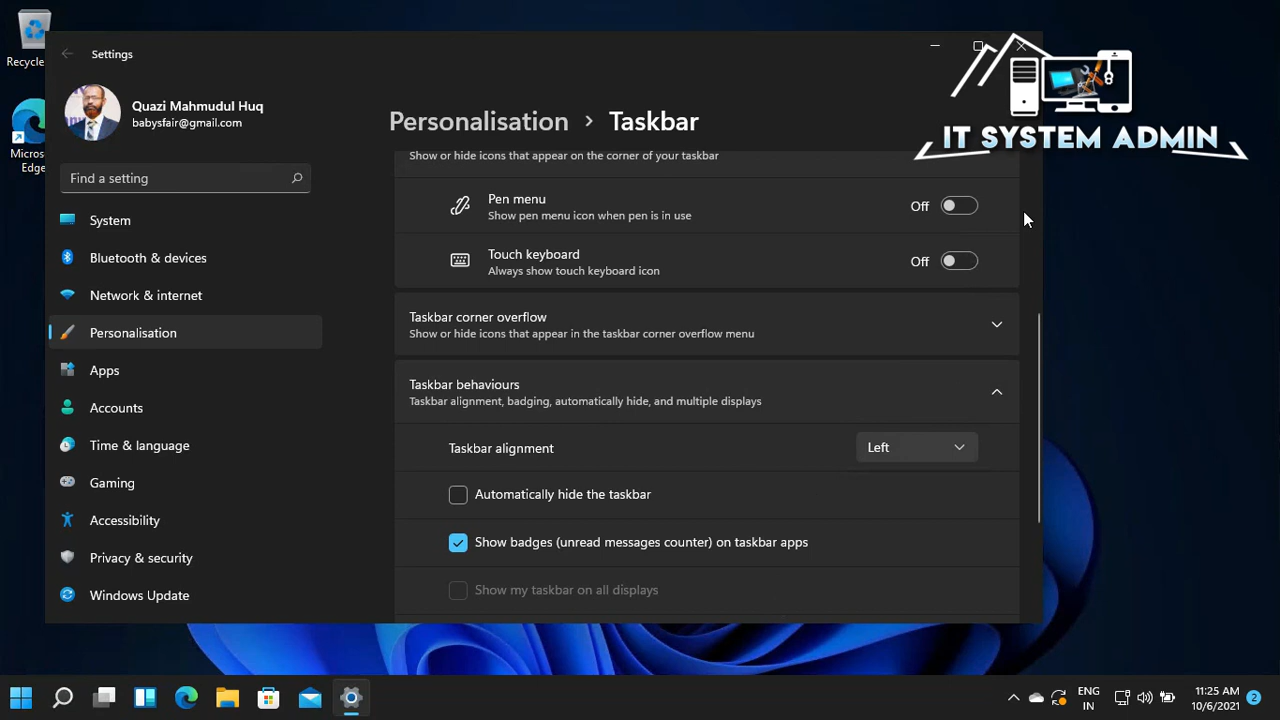 Recycle
Micros
Edge
Settings
Quazi Mahmudul Huq
babysfair@gmail.com
Find a setting
System
Bluetooth & devices
Network & internet
Personalisation
Apps
Accounts
Time & language
Gaming
Accessibility
Privacy & security
Windows Update
Personalisation > Taskbar
Show or hide icons that appear on the corner of your taskbar
Pen menu
Show pen menu icon when pen is in use
Off
Touch keyboard
Always show touch keyboard icon
Off
Taskbar corner overflow
Show or hide icons that appear in the taskbar corner overflow menu
Taskbar behaviours
Taskbar alignment, badging, automatically hide, and multiple displays
Taskbar alignment
Left
Automatically hide the taskbar
Show badges (unread messages counter) on taskbar apps
Show my taskbar on all displays
IT SYSTEM ADMIN
ENG
IN
11:25 AM
10/6/2021
2